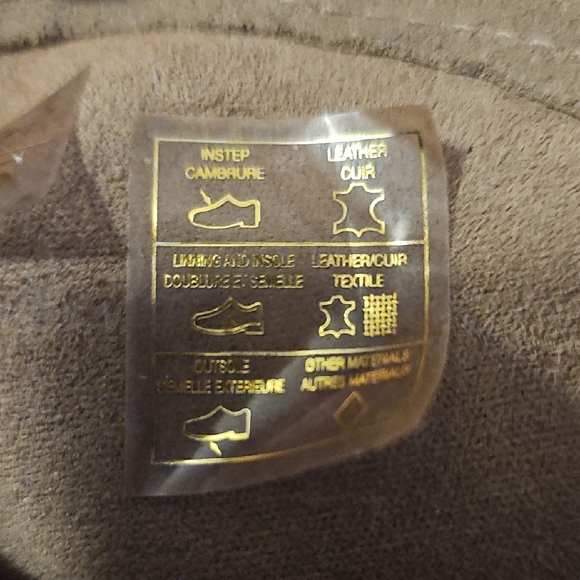 INSTEP
CAMBRURE
LEATHER
CUIR
LINNING AND INSOLE
DOUBLURE ET SEMELLE
LEATHER/CUIR
TEXTILE
OUTSOLE
SEMELLE EXTERIEURE
OTHER MATERIALS
AUTRES MATERIAUX